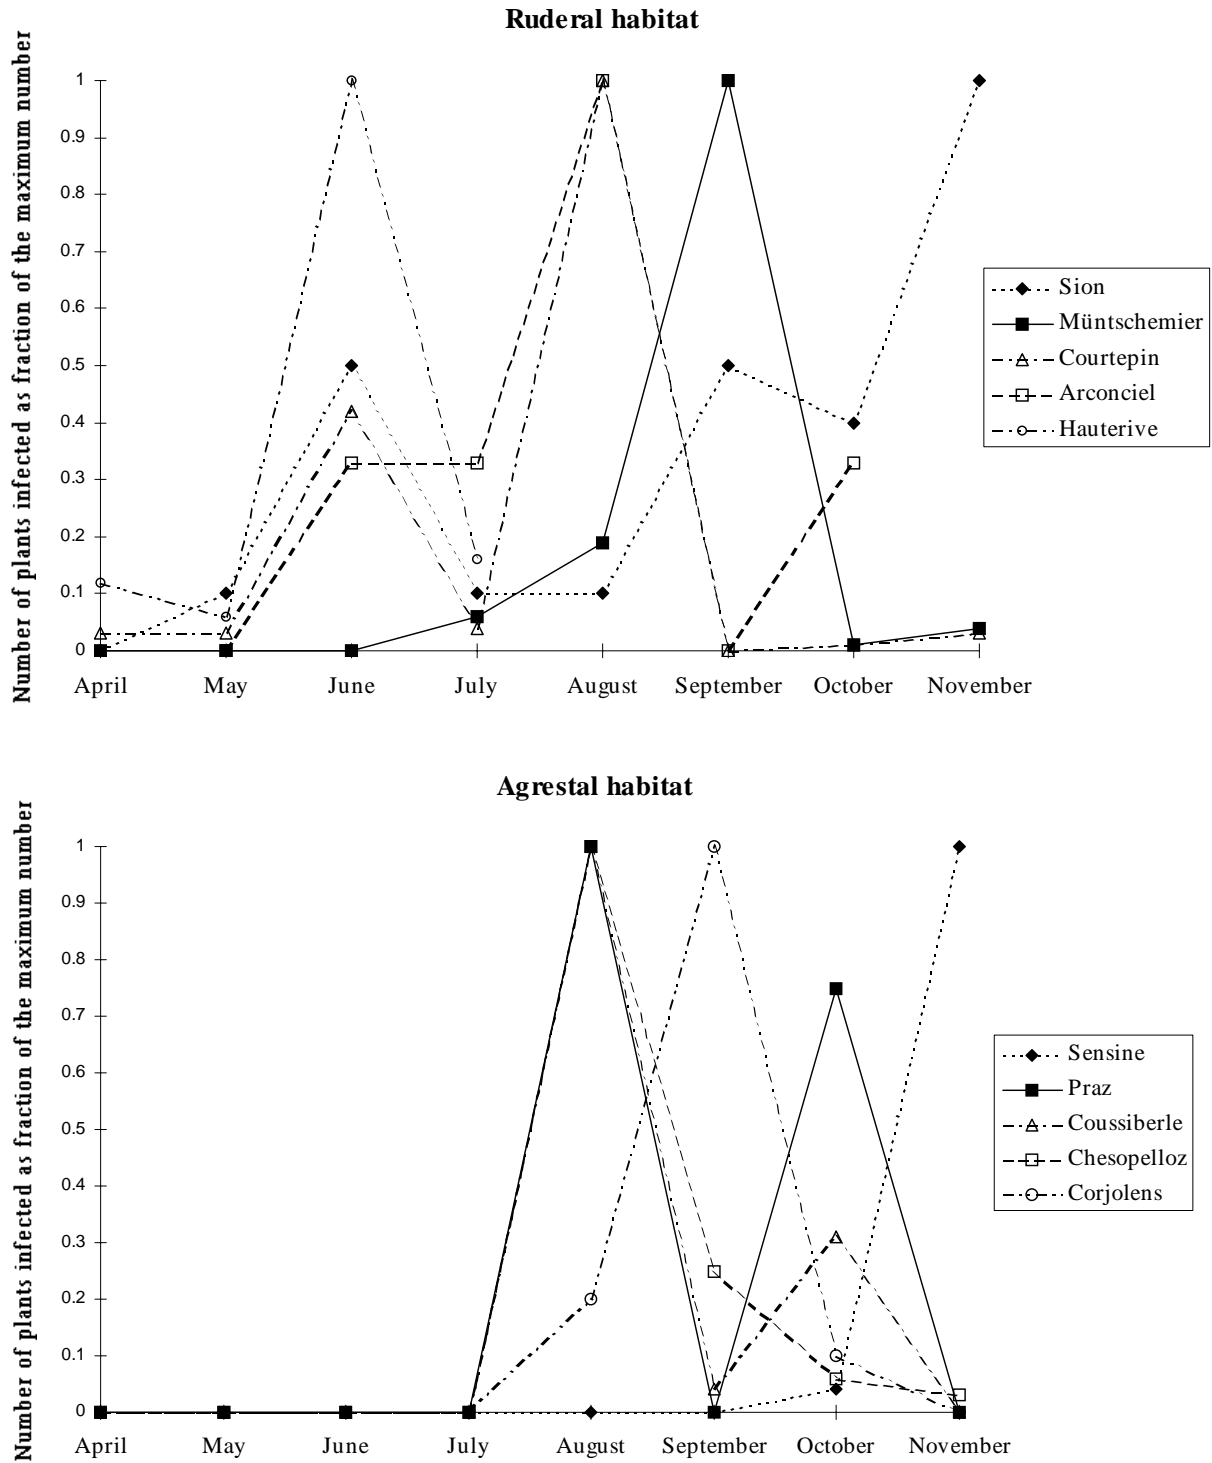 Ruderal habitat
Number of plants infected as fraction of the maximum number
1
0.9
0.8
0.7
0.6
0.5
0.4
0.3
0.2
0.1
0
April May June July August September October November
Sion
Müntschemier
Courtepin
Arconciel
Hauterive
Agrestal habitat
Number of plants infected as fraction of the maximum number
1
0.9
0.8
0.7
0.6
0.5
0.4
0.3
0.2
0.1
0
April May June July August September October November
Sensine
Praz
Coussiberle
Chesopelloz
Corjolens